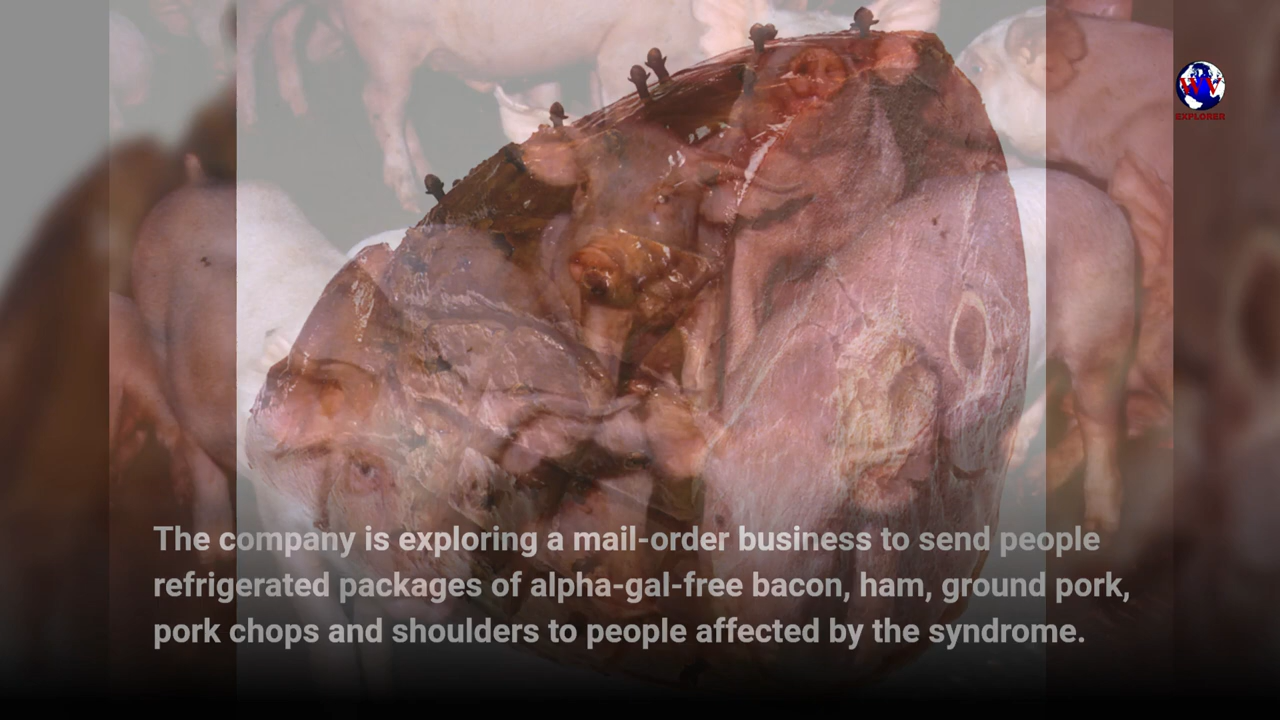 WV
EXPLORER
The company is exploring a mail-order business to send people
refrigerated packages of alpha-gal-free bacon, ham, ground pork,
pork chops and shoulders to people affected by the syndrome.